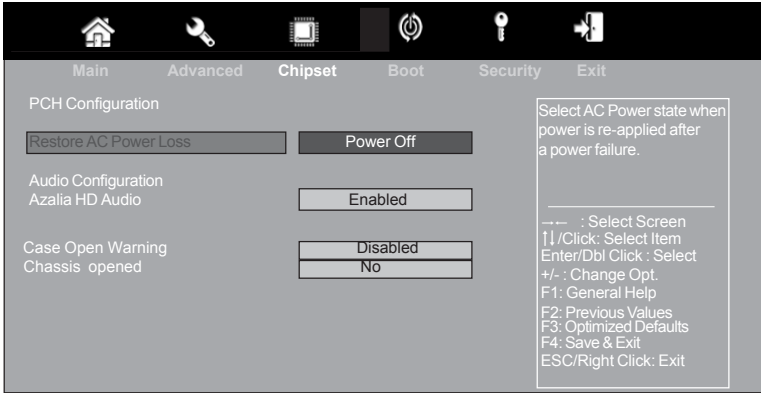 Main Advanced Chipset Boot Security Exit
PCH Configuration
Restore AC Power Loss Power Off
Audio Configuration
Azalia HD Audio Enabled
Case Open Warning Disabled
Chassis opened No
Select AC Power state when
power is re-applied after
a power failure.
→← : Select Screen
↑↓/Click: Select Item
Enter/Dbl Click : Select
+/- : Change Opt.
F1: General Help
F2: Previous Values
F3: Optimized Defaults
F4: Save & Exit
ESC/Right Click: Exit